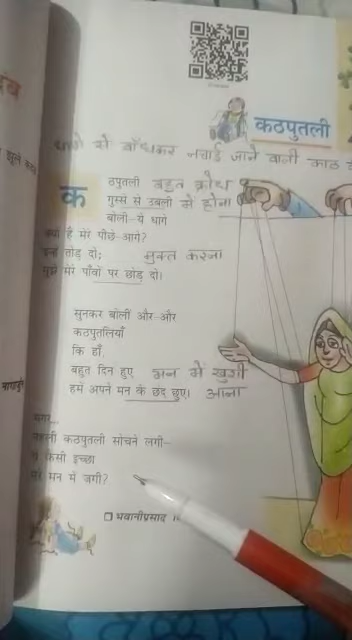 कठपुतली
धागे से बाँधकर नचाई जाने वाली काठ
कठपुतली बहुत क्रोध
गुस्से से उबली से होना
बोली-ये धागे
क्यों हैं मेरे पीछे-आगे?
इन्हें तोड़ दो; मुक्त करना
मुझे मेरे पाँवों पर छोड़ दो।
सुनकर बोलीं और-और
कठपुतलियाँ
कि हाँ,
बहुत दिन हुए मन में खुशी
हमें अपने मन के छंद छुए। आना
मगर...
पहली कठपुतली सोचने लगी-
ये कैसी इच्छा
मेरे मन में जगी?
❑ भवानीप्रसाद